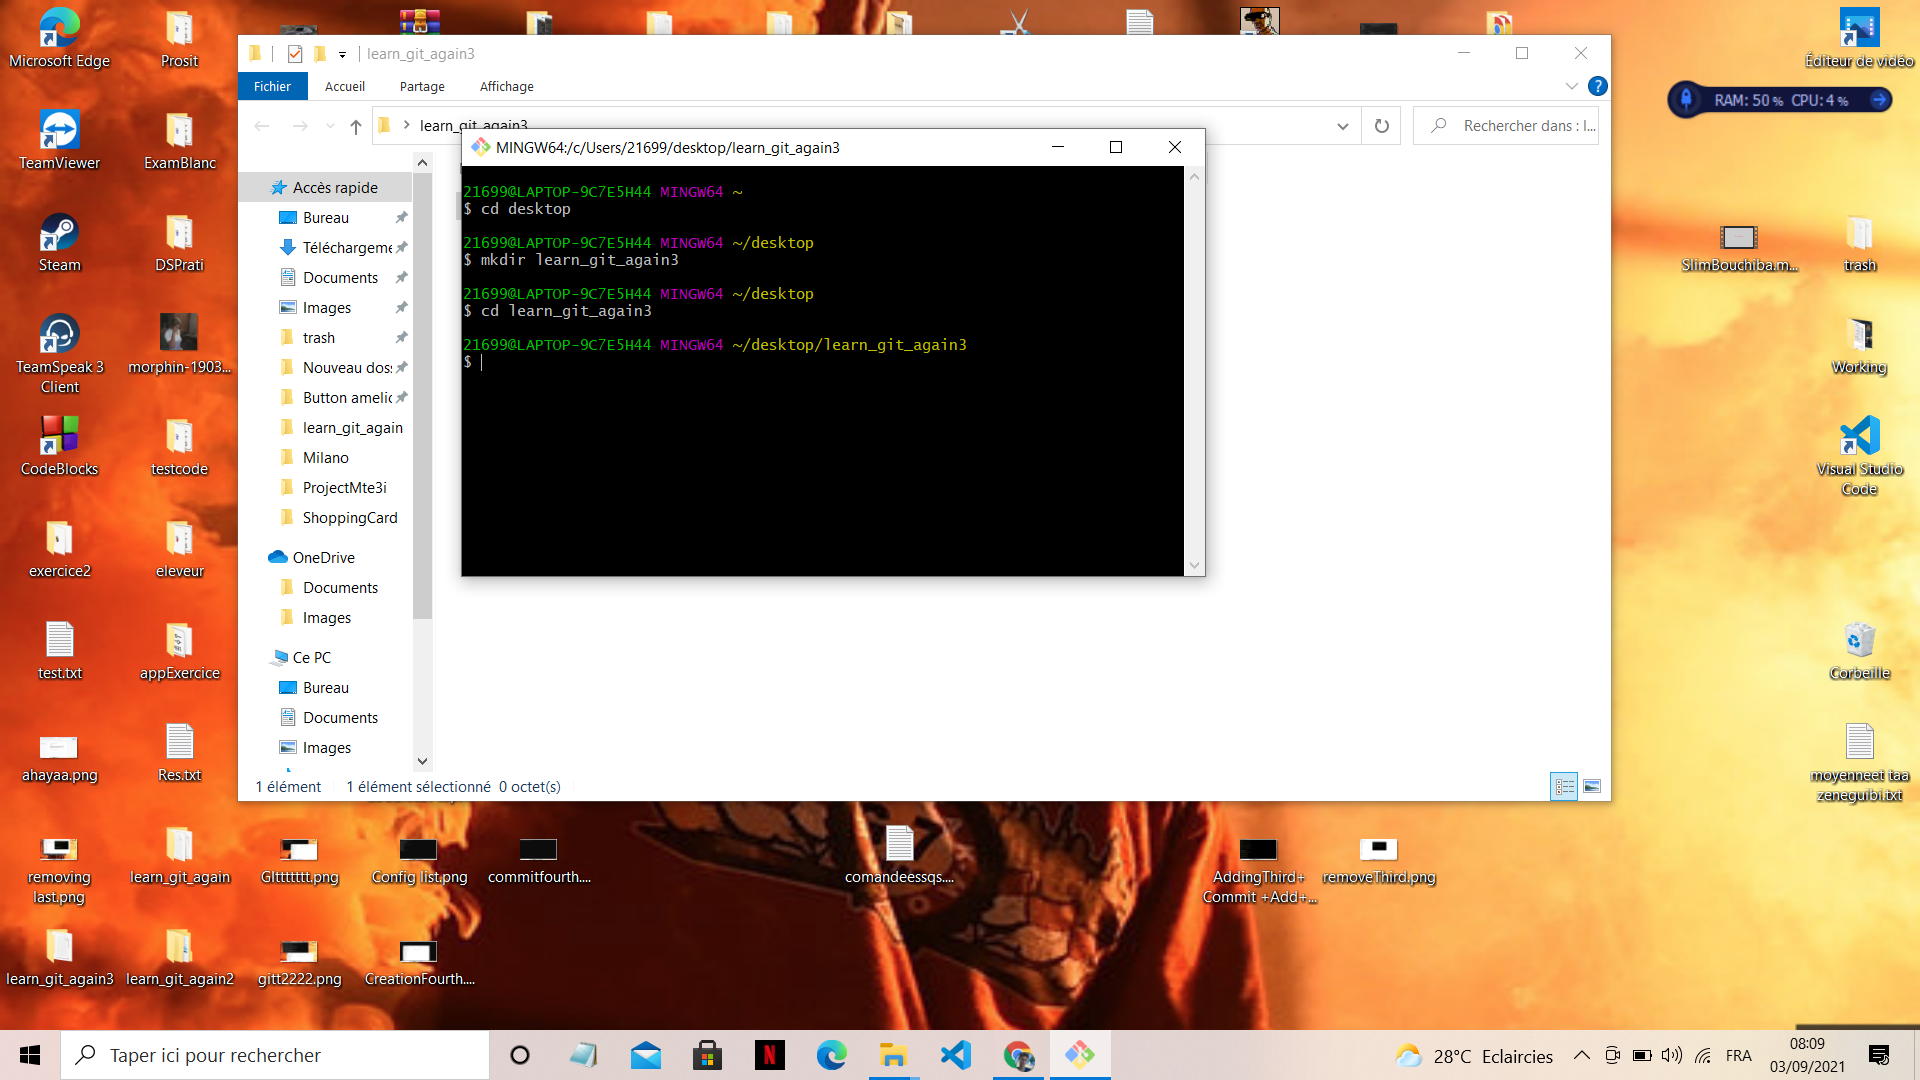 Microsoft Edge
Prosit
TeamViewer
ExamBlanc
Steam
DSPrati
TeamSpeak 3
Client
morphin-1903...
CodeBlocks
testcode
exercice2
eleveur
test.txt
appExercice
ahayaa.png
Res.txt
removing
last.png
learn_git_again
GIttttttt.png
Config list.png
commitfourth....
comandeessqs....
AddingThird+
Commit +Add+...
removeThird.png
learn_git_again3
learn_git_again2
gitt2222.png
CreationFourth....
learn_git_again3
Fichier
Accueil
Partage
Affichage
learn_git_again3
Rechercher dans : l...
Accès rapide
Bureau
Téléchargeme
Documents
Images
trash
Nouveau dos
Button amelic
learn_git_again
Milano
ProjectMte3i
ShoppingCard
OneDrive
Documents
Images
Ce PC
Bureau
Documents
Images
1 élément
1 élément sélectionné 0 octet(s)
MINGW64:/c/Users/21699/desktop/learn_git_again3
21699@LAPTOP-9C7E5H44 MINGW64 ~
$ cd desktop
21699@LAPTOP-9C7E5H44 MINGW64 ~/desktop
$ mkdir learn_git_again3
21699@LAPTOP-9C7E5H44 MINGW64 ~/desktop
$ cd learn_git_again3
21699@LAPTOP-9C7E5H44 MINGW64 ~/desktop/learn_git_again3
$
Éditeur de vidéo
RAM: 50 % CPU: 4 %
SlimBouchiba.m...
trash
Working
Visual Studio
Code
Corbeille
moyenneet taa
zeneguibi.txt
Taper ici pour rechercher
28°C Eclaircies
FRA
08:09
03/09/2021